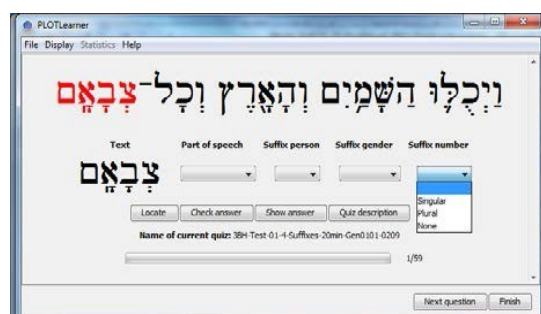 PLOTLearner
File Display Statistics Help
וַיְכֻלּ֛וּ הַשָּׁמַ֥יִם וְהָאָ֖רֶץ וְכָל־צְבָאָֽם
Text Part of speech Suffix person Suffix gender Suffix number
צְבָאָֽם
Singular
Plural
None
Locate Check answer Show answer Quiz description
Name of current quiz: 3BH-Test-01-4-Suffixes-20min-Gen0101-0209
1/59
Next question Finish